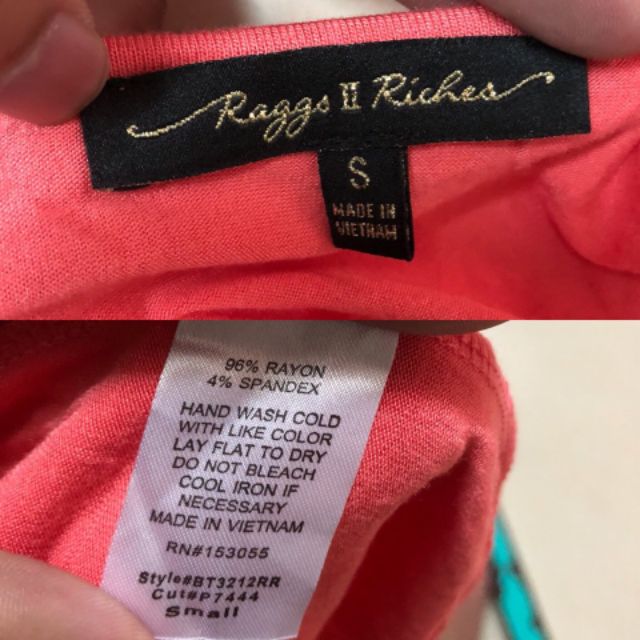 Raggs II Riches
S
MADE IN
VIETNAM
96% RAYON
4% SPANDEX
HAND WASH COLD
WITH LIKE COLOR
LAY FLAT TO DRY
DO NOT BLEACH
COOL IRON IF
NECESSARY
MADE IN VIETNAM
RN#153055
Style#BT3212RR
Cut#P7444
Small